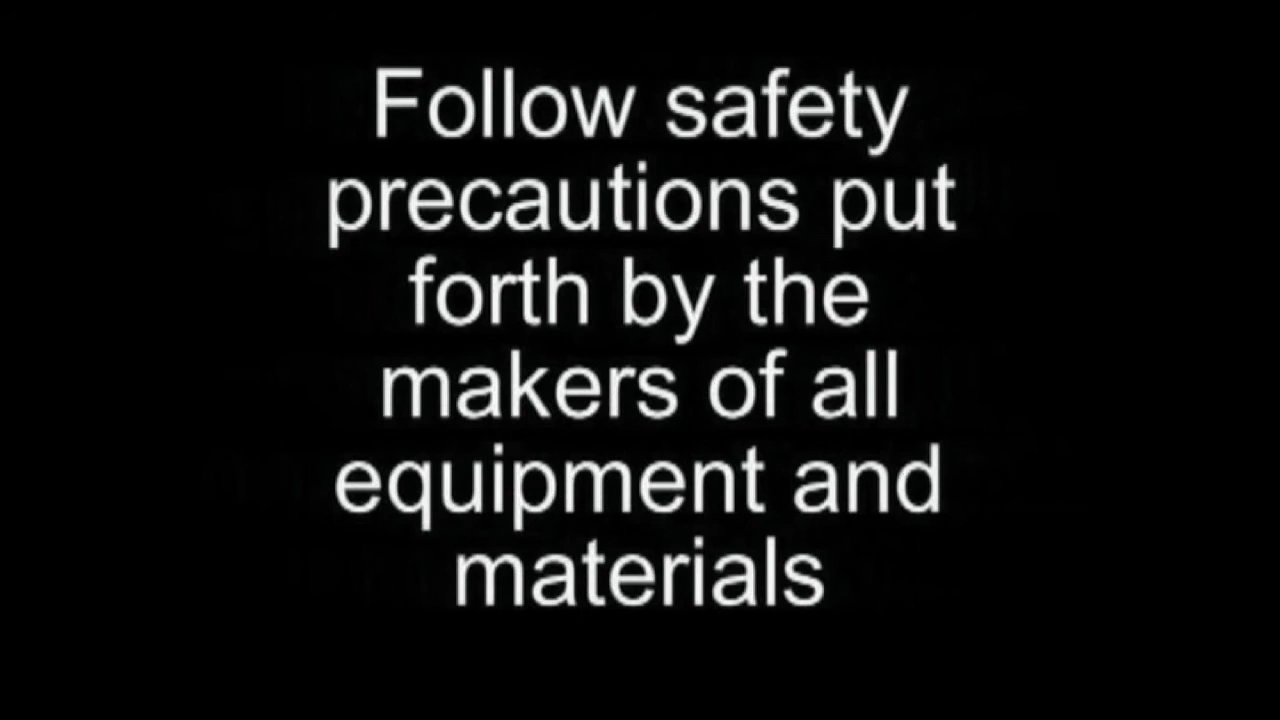 Follow safety
precautions put
forth by the
makers of all
equipment and
materials